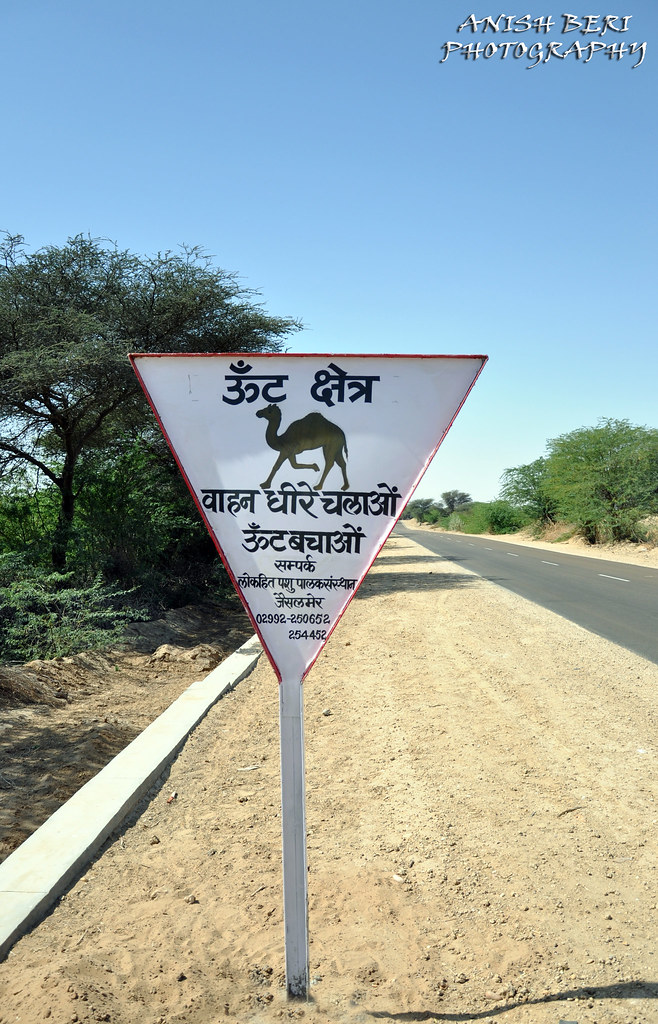 ANISH BERI
PHOTOGRAPHY
ऊँट क्षेत्र
वाहन धीरे चलाओं
ऊँट बचाओं
सम्पर्क
लोकहित पशु पालक संस्थान
जैसलमेर
02992-250652
254452